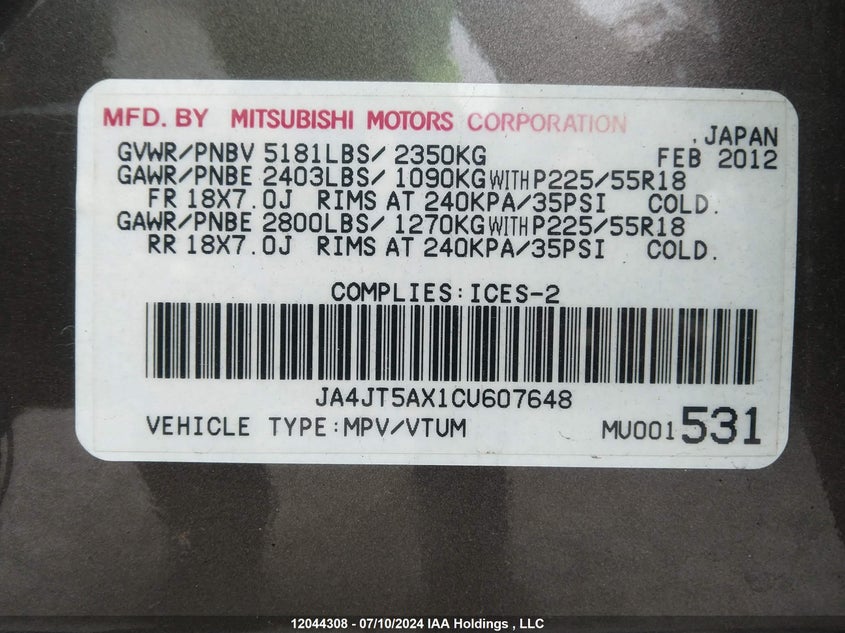 MFD. BY MITSUBISHI MOTORS CORPORATION
, JAPAN
GVWR/PNBV 5181LBS/ 2350KG FEB 2012
GAWR/PNBE 2403LBS/ 1090KG WITH P225/55R18
FR 18X7.0J RIMS AT 240KPA/35PSI COLD.
GAWR/PNBE 2800LBS/ 1270KG WITH P225/55R18
RR 18X7.0J RIMS AT 240KPA/35PSI COLD.
COMPLIES:ICES-2
JA4JT5AX1CU607648
VEHICLE TYPE:MPV/VTUM MU001531
12044308 - 07/10/2024 IAA Holdings , LLC